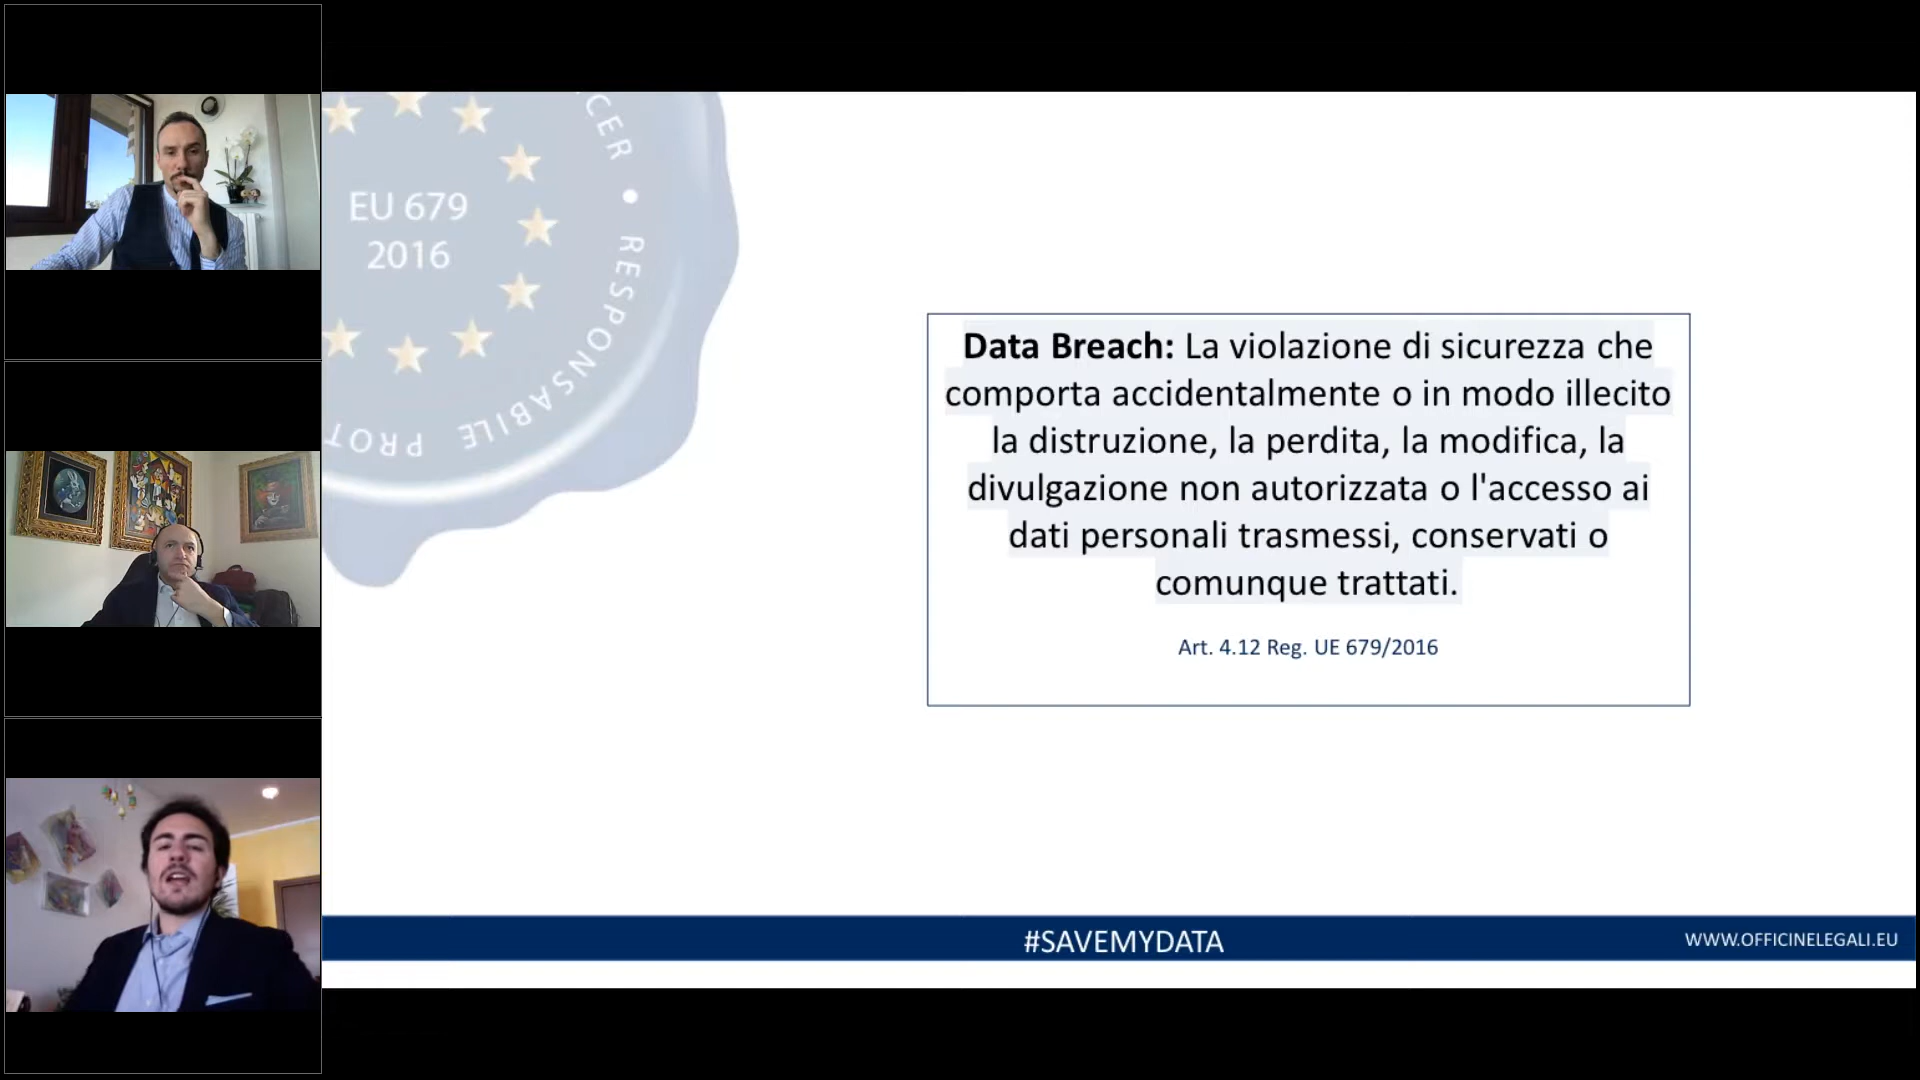 CER • RESPONSABILE PROT
EU 679
2016
Data Breach: La violazione di sicurezza che
comporta accidentalmente o in modo illecito
la distruzione, la perdita, la modifica, la
divulgazione non autorizzata o l'accesso ai
dati personali trasmessi, conservati o
comunque trattati.
Art. 4.12 Reg. UE 679/2016
#SAVEMYDATA
WWW.OFFICINELEGALI.EU